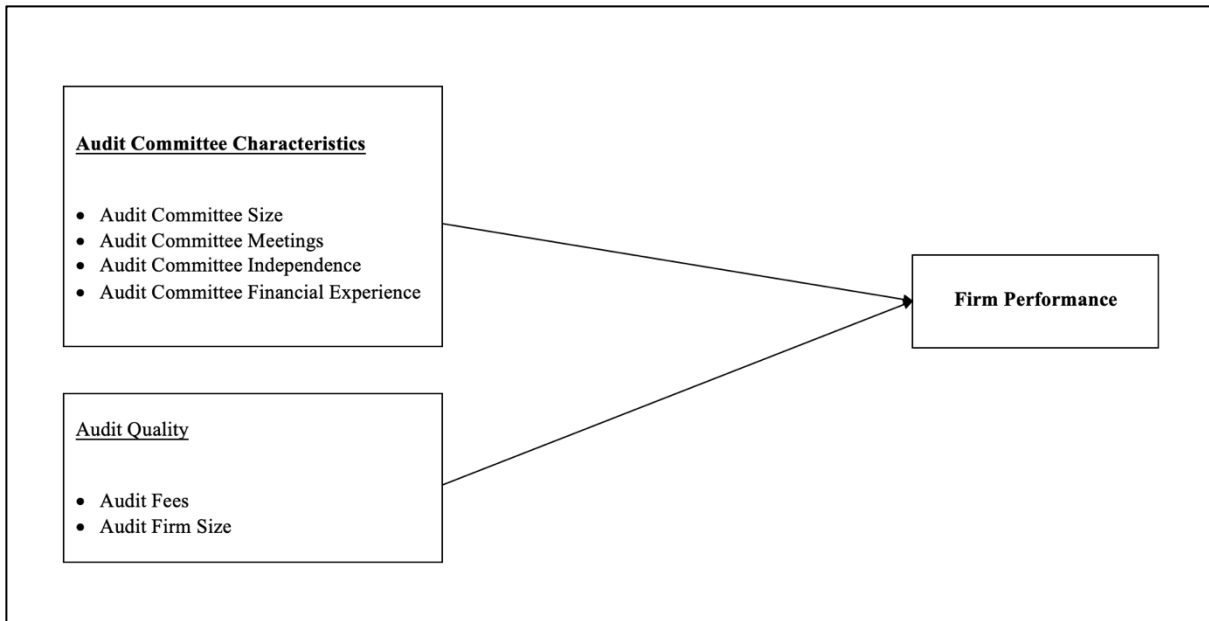 Audit Committee Characteristics
• Audit Committee Size
• Audit Committee Meetings
• Audit Committee Independence
• Audit Committee Financial Experience
Firm Performance
Audit Quality
• Audit Fees
• Audit Firm Size